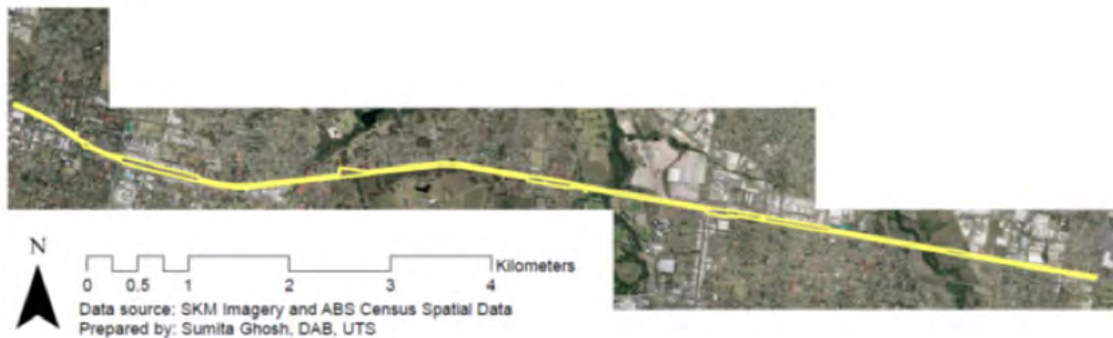 N
Kilometers
0 0.5 1 2 3 4
Data source: SKM Imagery and ABS Census Spatial Data
Prepared by: Sumita Ghosh, DAB, UTS